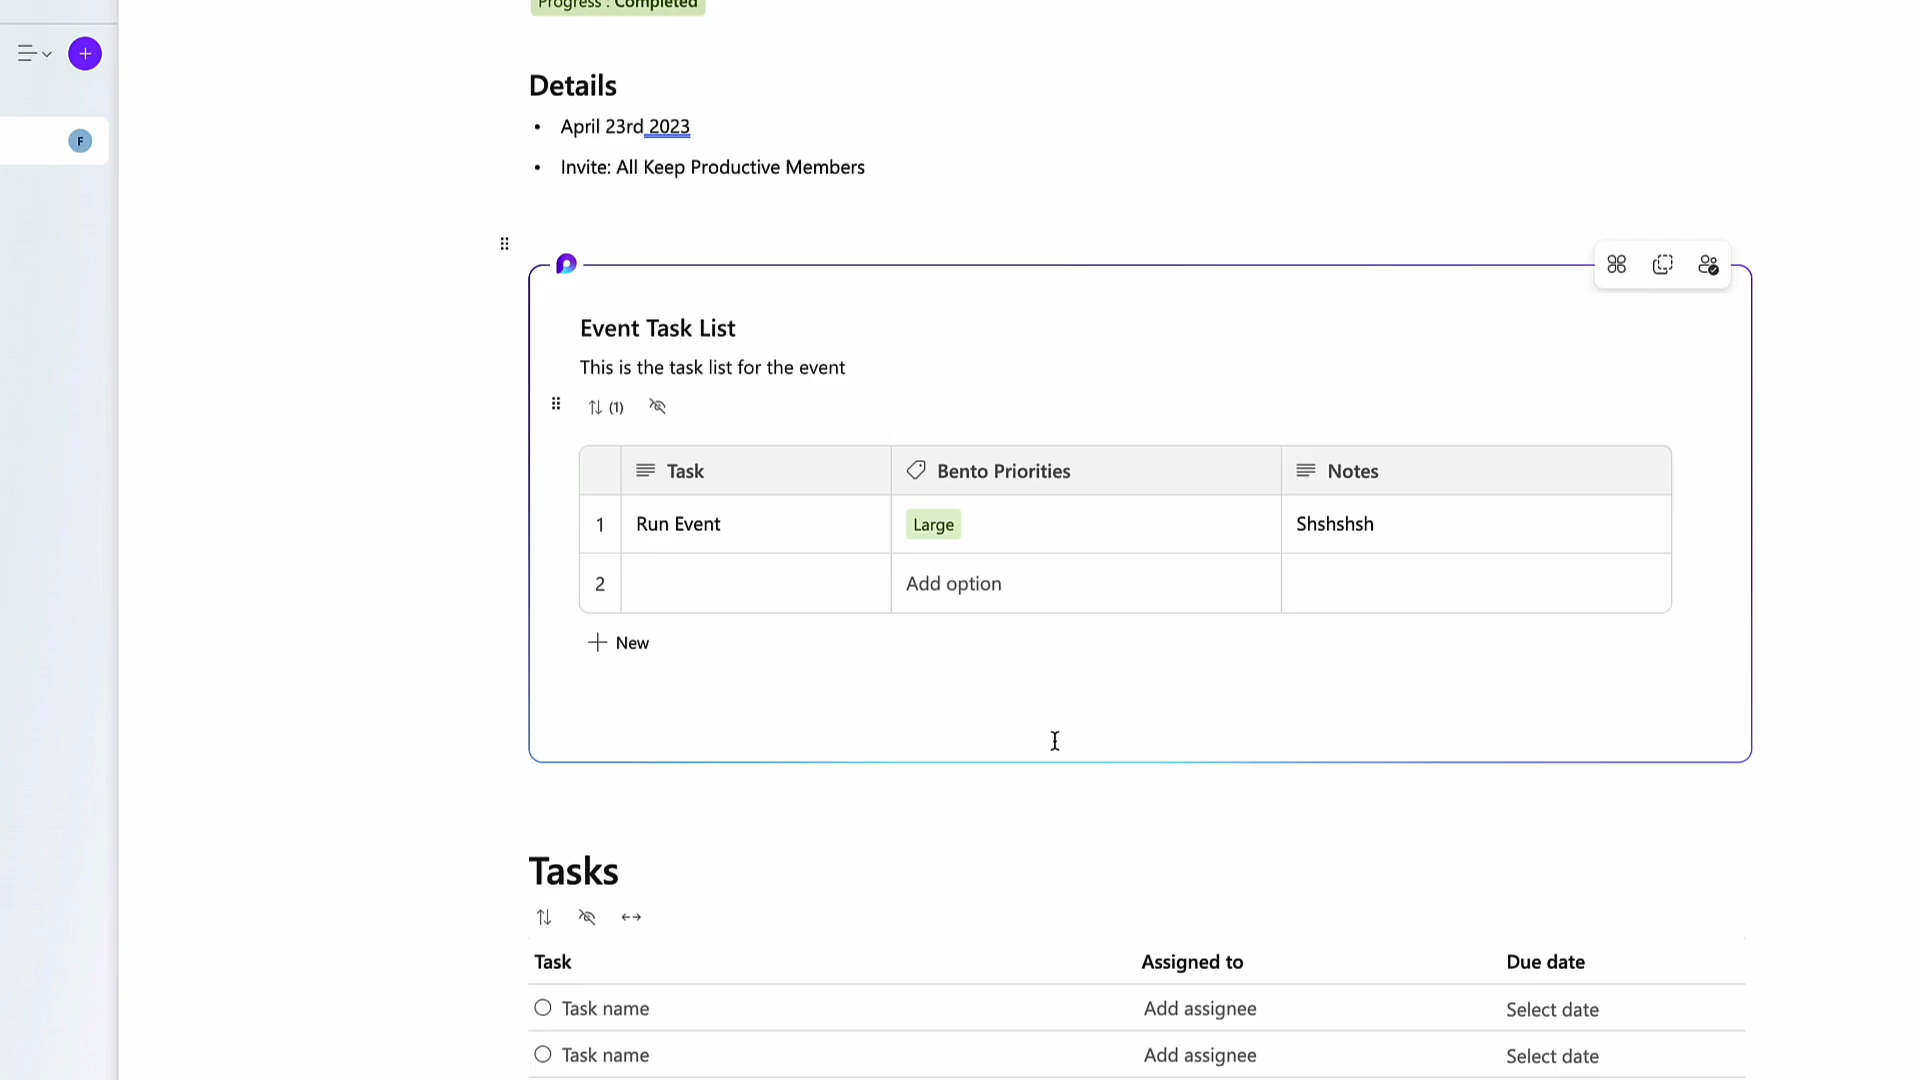 Progress : Completed
F
Details
• April 23rd 2023
• Invite: All Keep Productive Members
Event Task List
This is the task list for the event
(1)
Task Bento Priorities Notes
1 Run Event Large Shshshsh
2 Add option
New
Tasks
Task Assigned to Due date
Task name Add assignee Select date
Task name Add assignee Select date